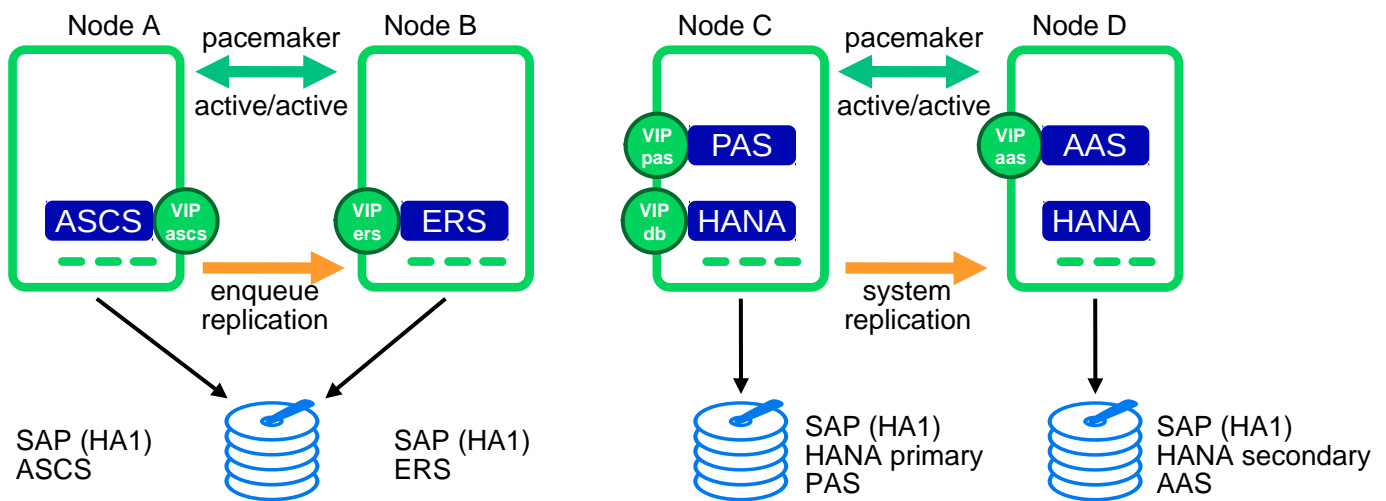 Node A
pacemaker
Node B
active/active
ASCS
VIP
ascs
VIP
ers
ERS
enqueue
replication
SAP (HA1)
ASCS
SAP (HA1)
ERS
Node C
pacemaker
Node D
active/active
VIP
pas
PAS
VIP
aas
AAS
VIP
db
HANA
HANA
system
replication
SAP (HA1)
HANA primary
PAS
SAP (HA1)
HANA secondary
AAS